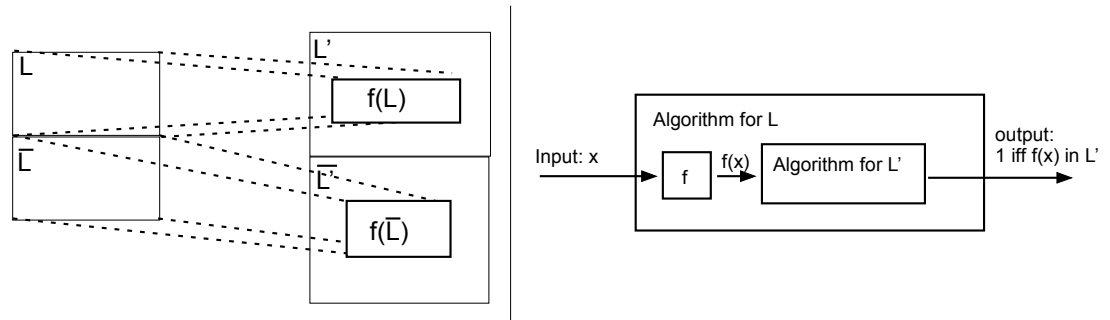 L
L̅
L’
f(L)
L̅’
f(L̅)
Algorithm for L
Input: x
f
f(x)
Algorithm for L’
output:
1 iff f(x) in L’